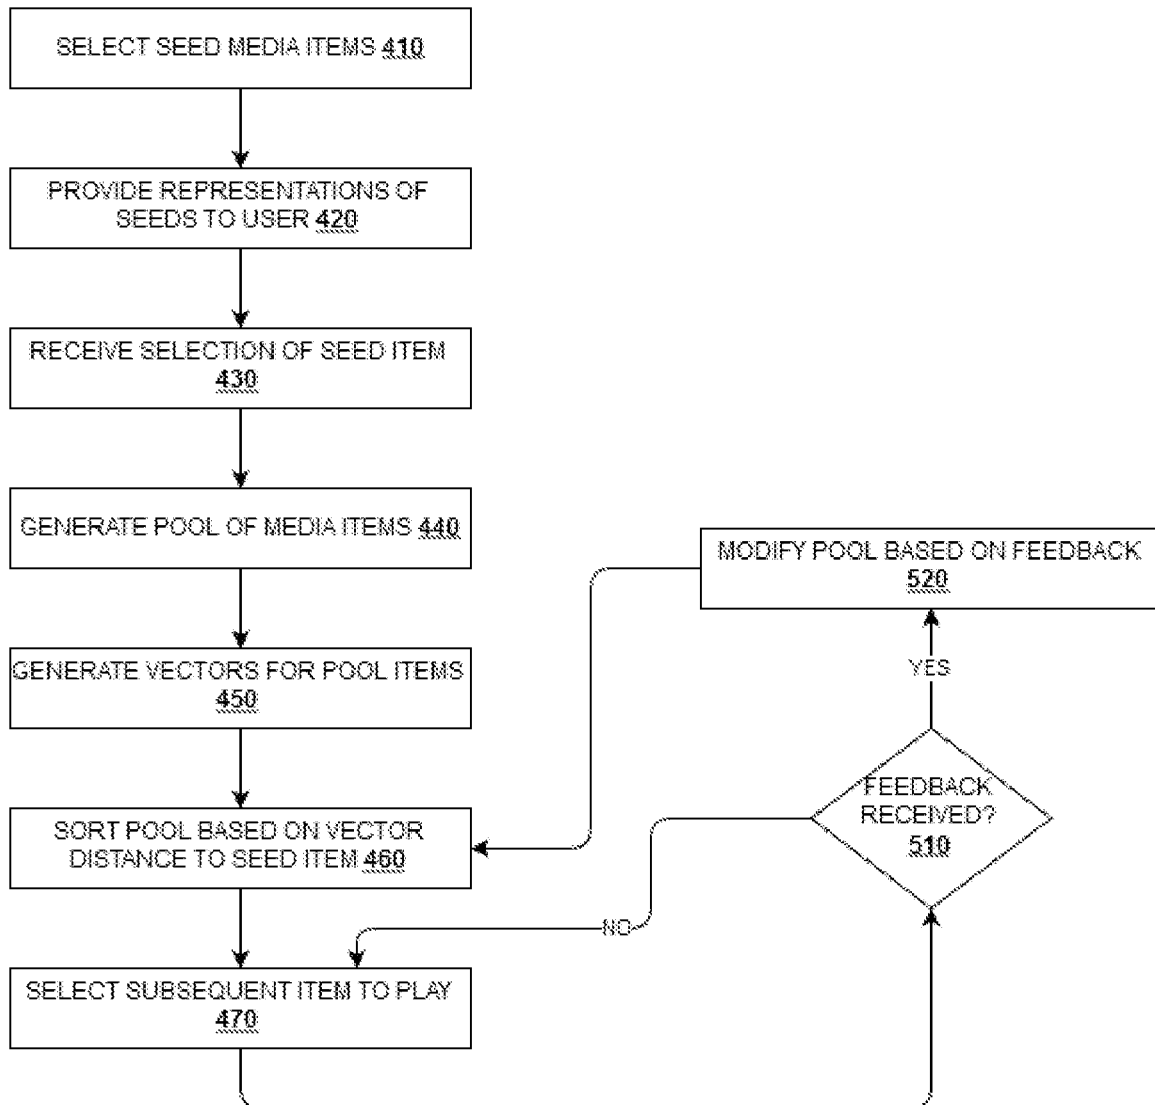 SELECT SEED MEDIA ITEMS 410
PROVIDE REPRESENTATIONS OF
SEEDS TO USER 420
RECEIVE SELECTION OF SEED ITEM
430
GENERATE POOL OF MEDIA ITEMS 440
GENERATE VECTORS FOR POOL ITEMS
450
SORT POOL BASED ON VECTOR
DISTANCE TO SEED ITEM 460
SELECT SUBSEQUENT ITEM TO PLAY
470
MODIFY POOL BASED ON FEEDBACK
520
YES
FEEDBACK
RECEIVED?
510
NO